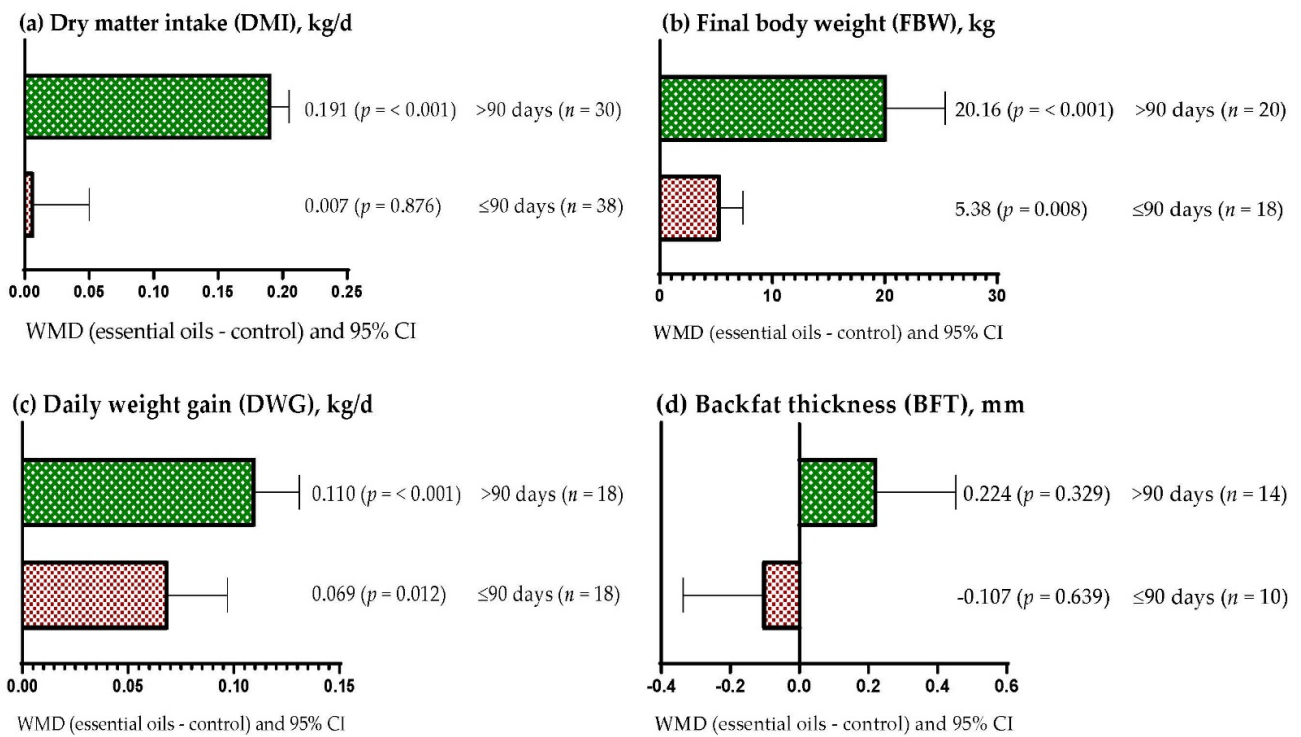 (a) Dry matter intake (DMI), kg/d
0.191 (p = < 0.001) >90 days (n = 30)
0.007 (p = 0.876) ≤90 days (n = 38)
0.00 0.05 0.10 0.15 0.20 0.25
WMD (essential oils - control) and 95% CI
(b) Final body weight (FBW), kg
20.16 (p = < 0.001) >90 days (n = 20)
5.38 (p = 0.008) ≤90 days (n = 18)
0 10 20 30
WMD (essential oils - control) and 95% CI
(c) Daily weight gain (DWG), kg/d
0.110 (p = < 0.001) >90 days (n = 18)
0.069 (p = 0.012) ≤90 days (n = 18)
0.00 0.05 0.10 0.15
WMD (essential oils - control) and 95% CI
(d) Backfat thickness (BFT), mm
0.224 (p = 0.329) >90 days (n = 14)
-0.107 (p = 0.639) ≤90 days (n = 10)
-0.4 -0.2 0.0 0.2 0.4 0.6
WMD (essential oils - control) and 95% CI